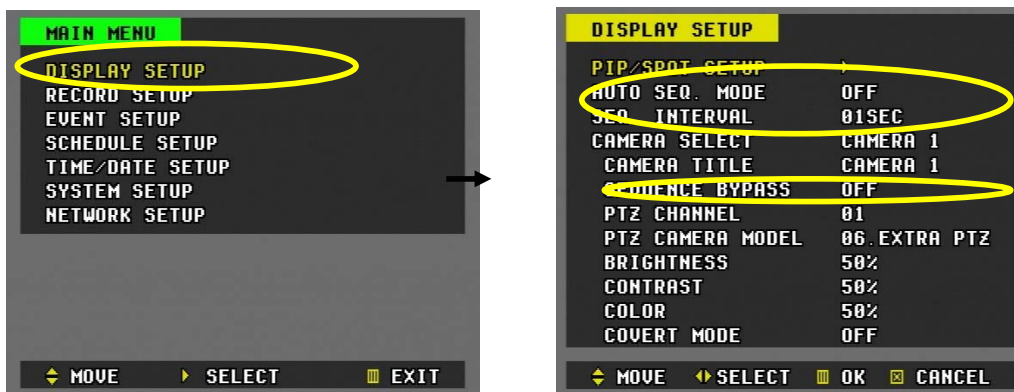 MAIN MENU
DISPLAY SETUP
RECORD SETUP
EVENT SETUP
SCHEDULE SETUP
TIME/DATE SETUP
SYSTEM SETUP
NETWORK SETUP
MOVE SELECT EXIT
DISPLAY SETUP
PIP/SPOT SETUP
AUTO SEQ. MODE OFF
SEQ. INTERVAL 01SEC
CAMERA SELECT CAMERA 1
CAMERA TITLE CAMERA 1
SEQUENCE BYPASS OFF
PTZ CHANNEL 01
PTZ CAMERA MODEL 06.EXTRA PTZ
BRIGHTNESS 50%
CONTRAST 50%
COLOR 50%
COVERT MODE OFF
MOVE SELECT OK CANCEL